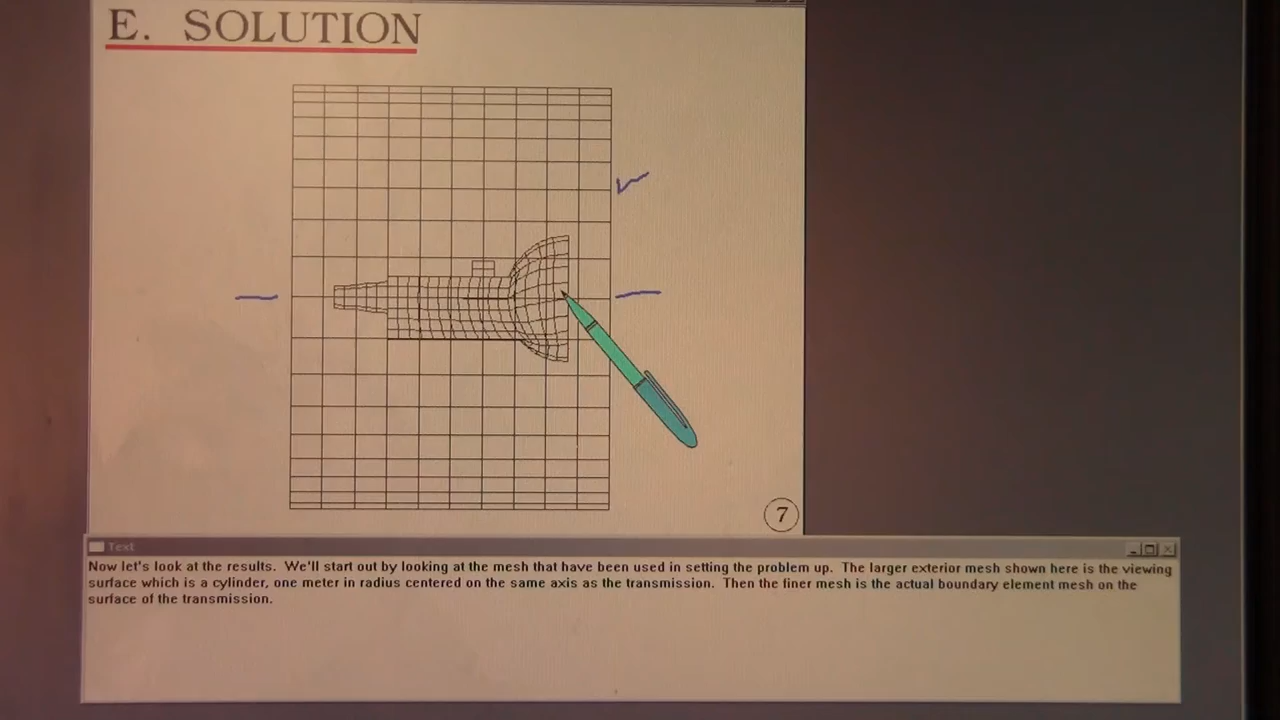 E. SOLUTION
7
Text
Now let's look at the results. We'll start out by looking at the mesh that have been used in setting the problem up. The larger exterior mesh shown here is the viewing
surface which is a cylinder, one meter in radius centered on the same axis as the transmission. Then the finer mesh is the actual boundary element mesh on the
surface of the transmission.